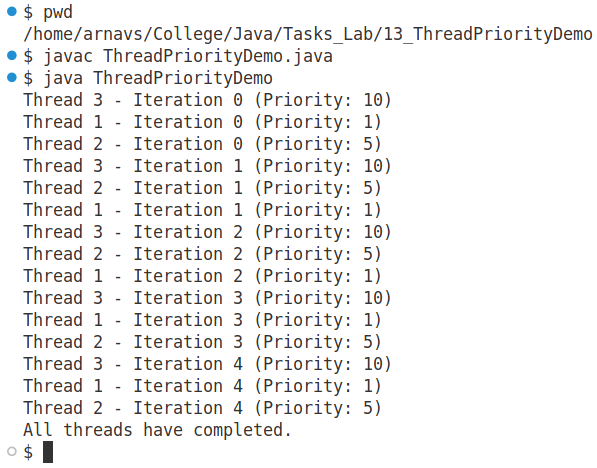 $ pwd
/home/arnavs/College/Java/Tasks_Lab/13_ThreadPriorityDemo
$ javac ThreadPriorityDemo.java
$ java ThreadPriorityDemo
Thread 3 - Iteration 0 (Priority: 10)
Thread 1 - Iteration 0 (Priority: 1)
Thread 2 - Iteration 0 (Priority: 5)
Thread 3 - Iteration 1 (Priority: 10)
Thread 2 - Iteration 1 (Priority: 5)
Thread 1 - Iteration 1 (Priority: 1)
Thread 3 - Iteration 2 (Priority: 10)
Thread 2 - Iteration 2 (Priority: 5)
Thread 1 - Iteration 2 (Priority: 1)
Thread 3 - Iteration 3 (Priority: 10)
Thread 1 - Iteration 3 (Priority: 1)
Thread 2 - Iteration 3 (Priority: 5)
Thread 3 - Iteration 4 (Priority: 10)
Thread 1 - Iteration 4 (Priority: 1)
Thread 2 - Iteration 4 (Priority: 5)
All threads have completed.
$